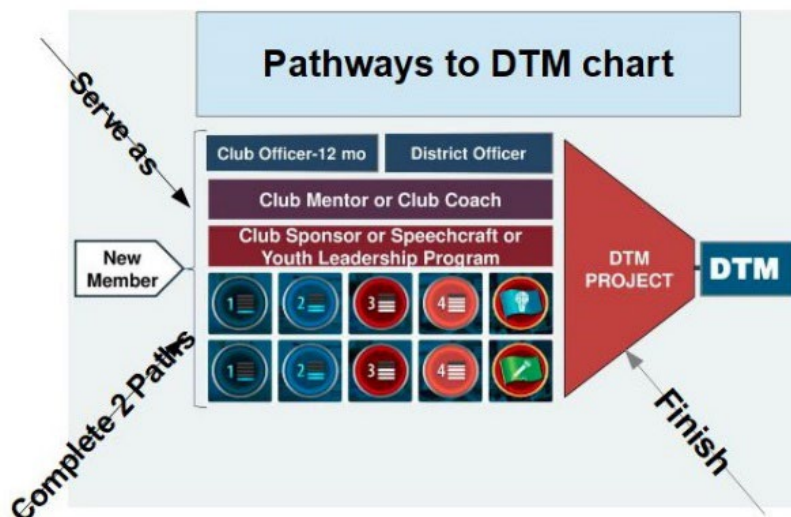 Pathways to DTM chart
Serve as
Club Officer-12 mo
District Officer
Club Mentor or Club Coach
Club Sponsor or Speechcraft or
Youth Leadership Program
New
Member
1
2
3
4
1
2
3
4
DTM
PROJECT
DTM
Complete 2 Paths
Finish